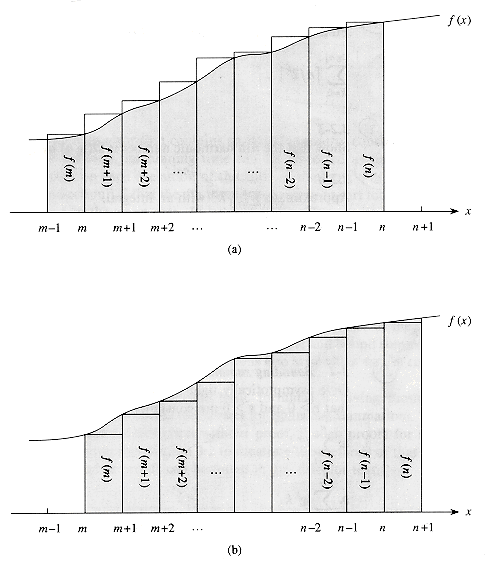 f(x)
f(m) f(m+1) f(m+2) ... ... f(n-2) f(n-1) f(n)
x
m-1 m m+1 m+2 ... ... n-2 n-1 n n+1
(a)
f(x)
f(m) f(m+1) f(m+2) ... ... f(n-2) f(n-1) f(n)
x
m-1 m m+1 m+2 ... n-2 n-1 n n+1
(b)